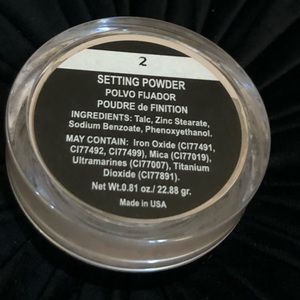 2
SETTING POWDER
POLVO FIJADOR
POUDRE de FINITION
INGREDIENTS: Talc, Zinc Stearate,
Sodium Benzoate, Phenoxyethanol.
MAY CONTAIN: Iron Oxide (CI77491,
CI77492, CI77499), Mica (CI77019),
Ultramarines (CI77007), Titanium
Dioxide (CI77891).
Net Wt.0.81 oz./ 22.88 gr.
Made in USA